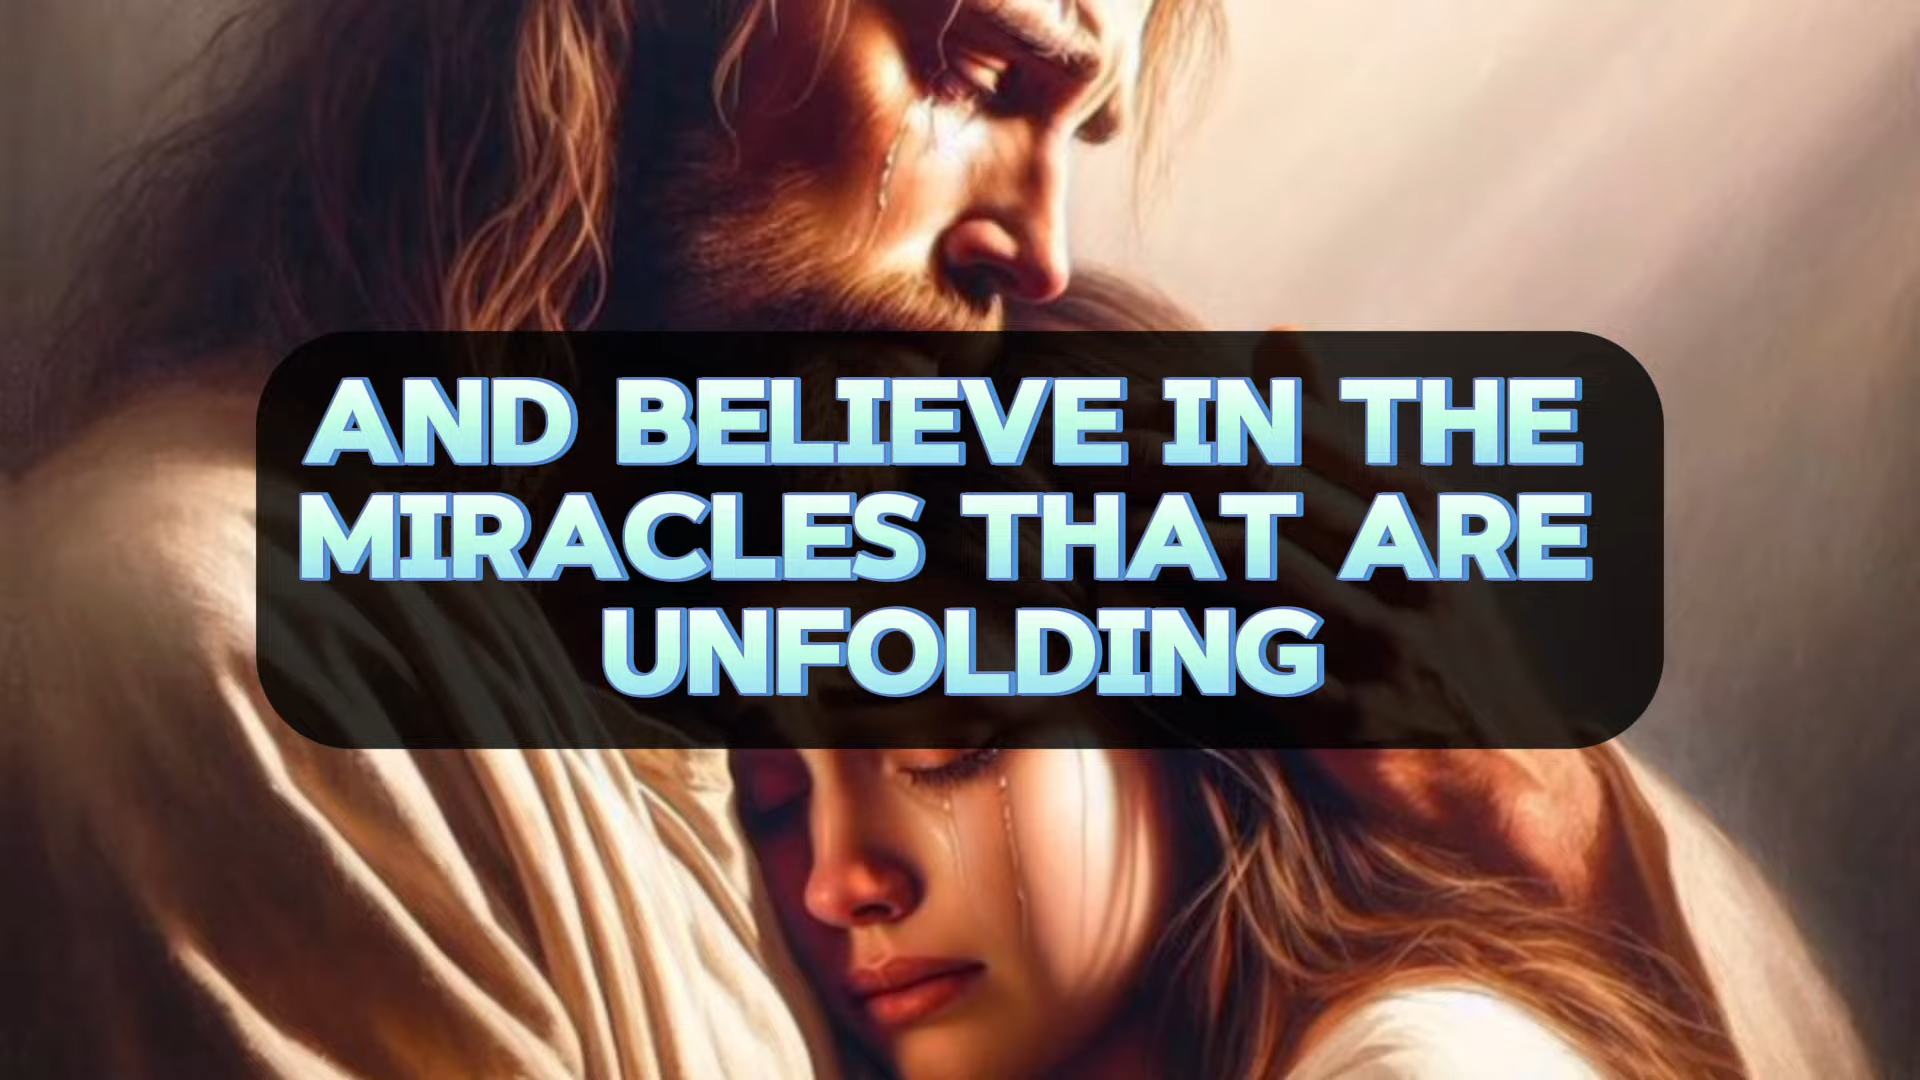 AND BELIEVE IN THE
MIRACLES THAT ARE
UNFOLDING